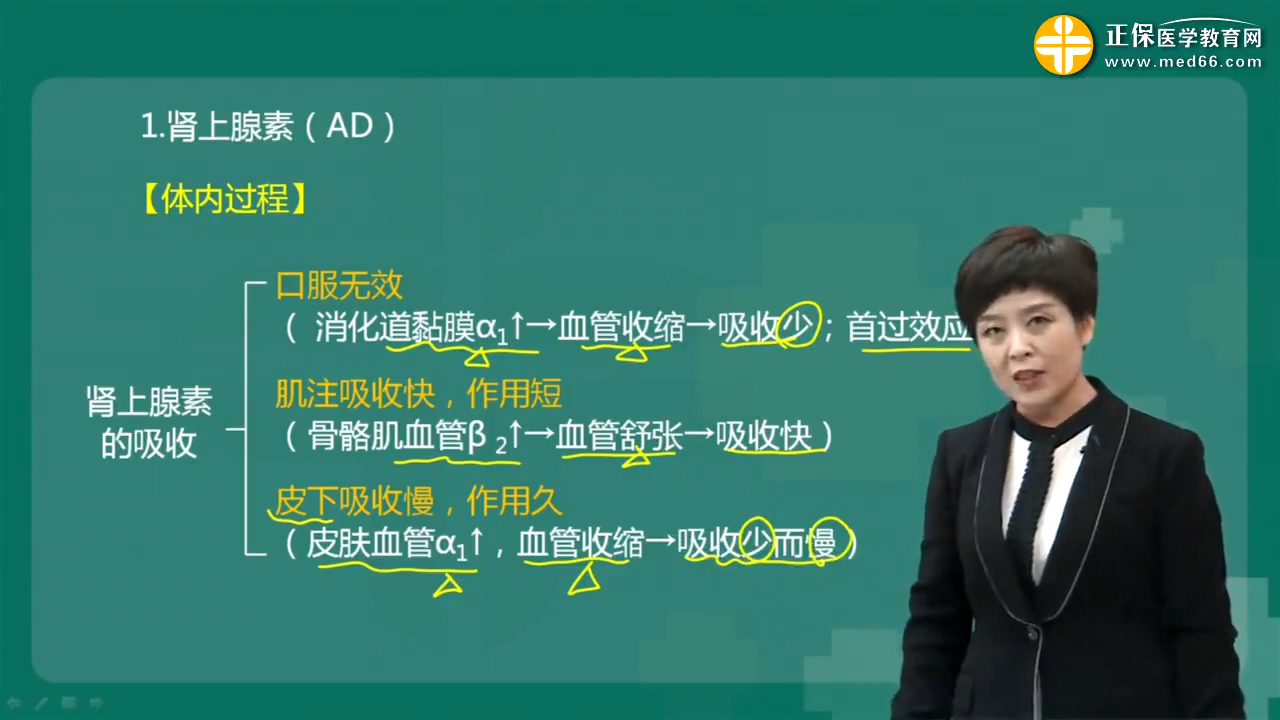 正保医学教育网
www.med66.com
1.肾上腺素（AD）
【体内过程】
口服无效
（ 消化道黏膜α1↑→血管收缩→吸收少；首过效应
肾上腺素
的吸收
肌注吸收快，作用短
（骨骼肌血管β 2↑→血管舒张→吸收快）
皮下吸收慢，作用久
（皮肤血管α1↑，血管收缩→吸收少而慢）